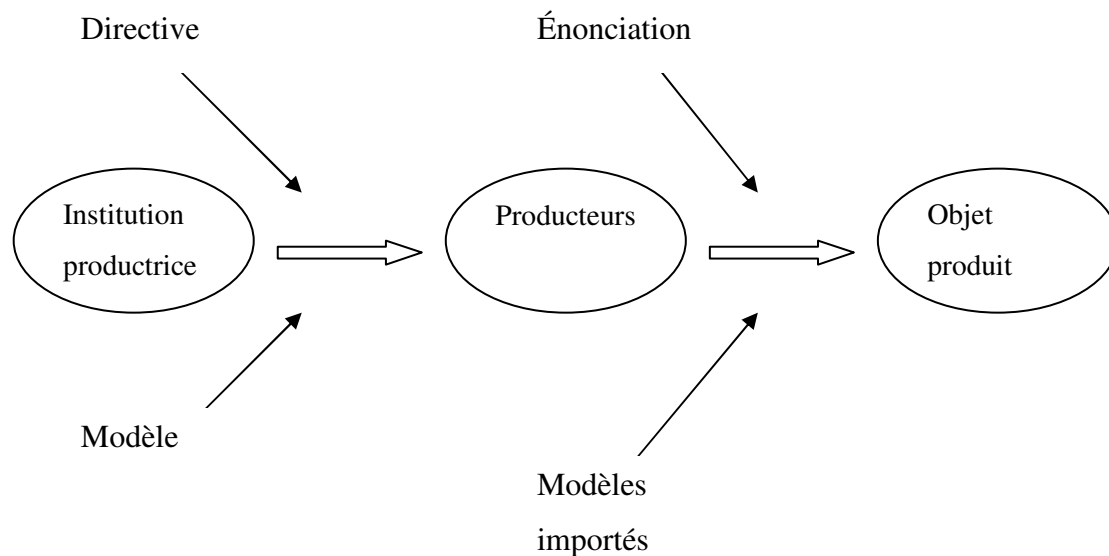 Directive
Énonciation
Institution
productrice
Producteurs
Objet
produit
Modèle
Modèles
importés